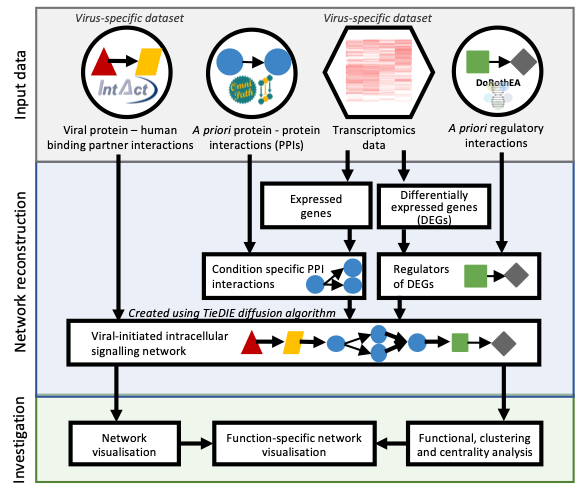 Virus-specific dataset
Virus-specific dataset
Input data
IntAct
Omni
Path
DoRothEA
Viral protein – human
binding partner interactions
A priori protein - protein
interactions (PPIs)
Transcriptomics
data
A priori regulatory
interactions
Network reconstruction
Expressed
genes
Differentially
expressed genes
(DEGs)
Condition specific PPI
interactions
Regulators
of DEGs
Created using TieDIE diffusion algorithm
Viral-initiated intracellular
signalling network
Investigation
Network
visualisation
Function-specific network
visualisation
Functional, clustering
and centrality analysis